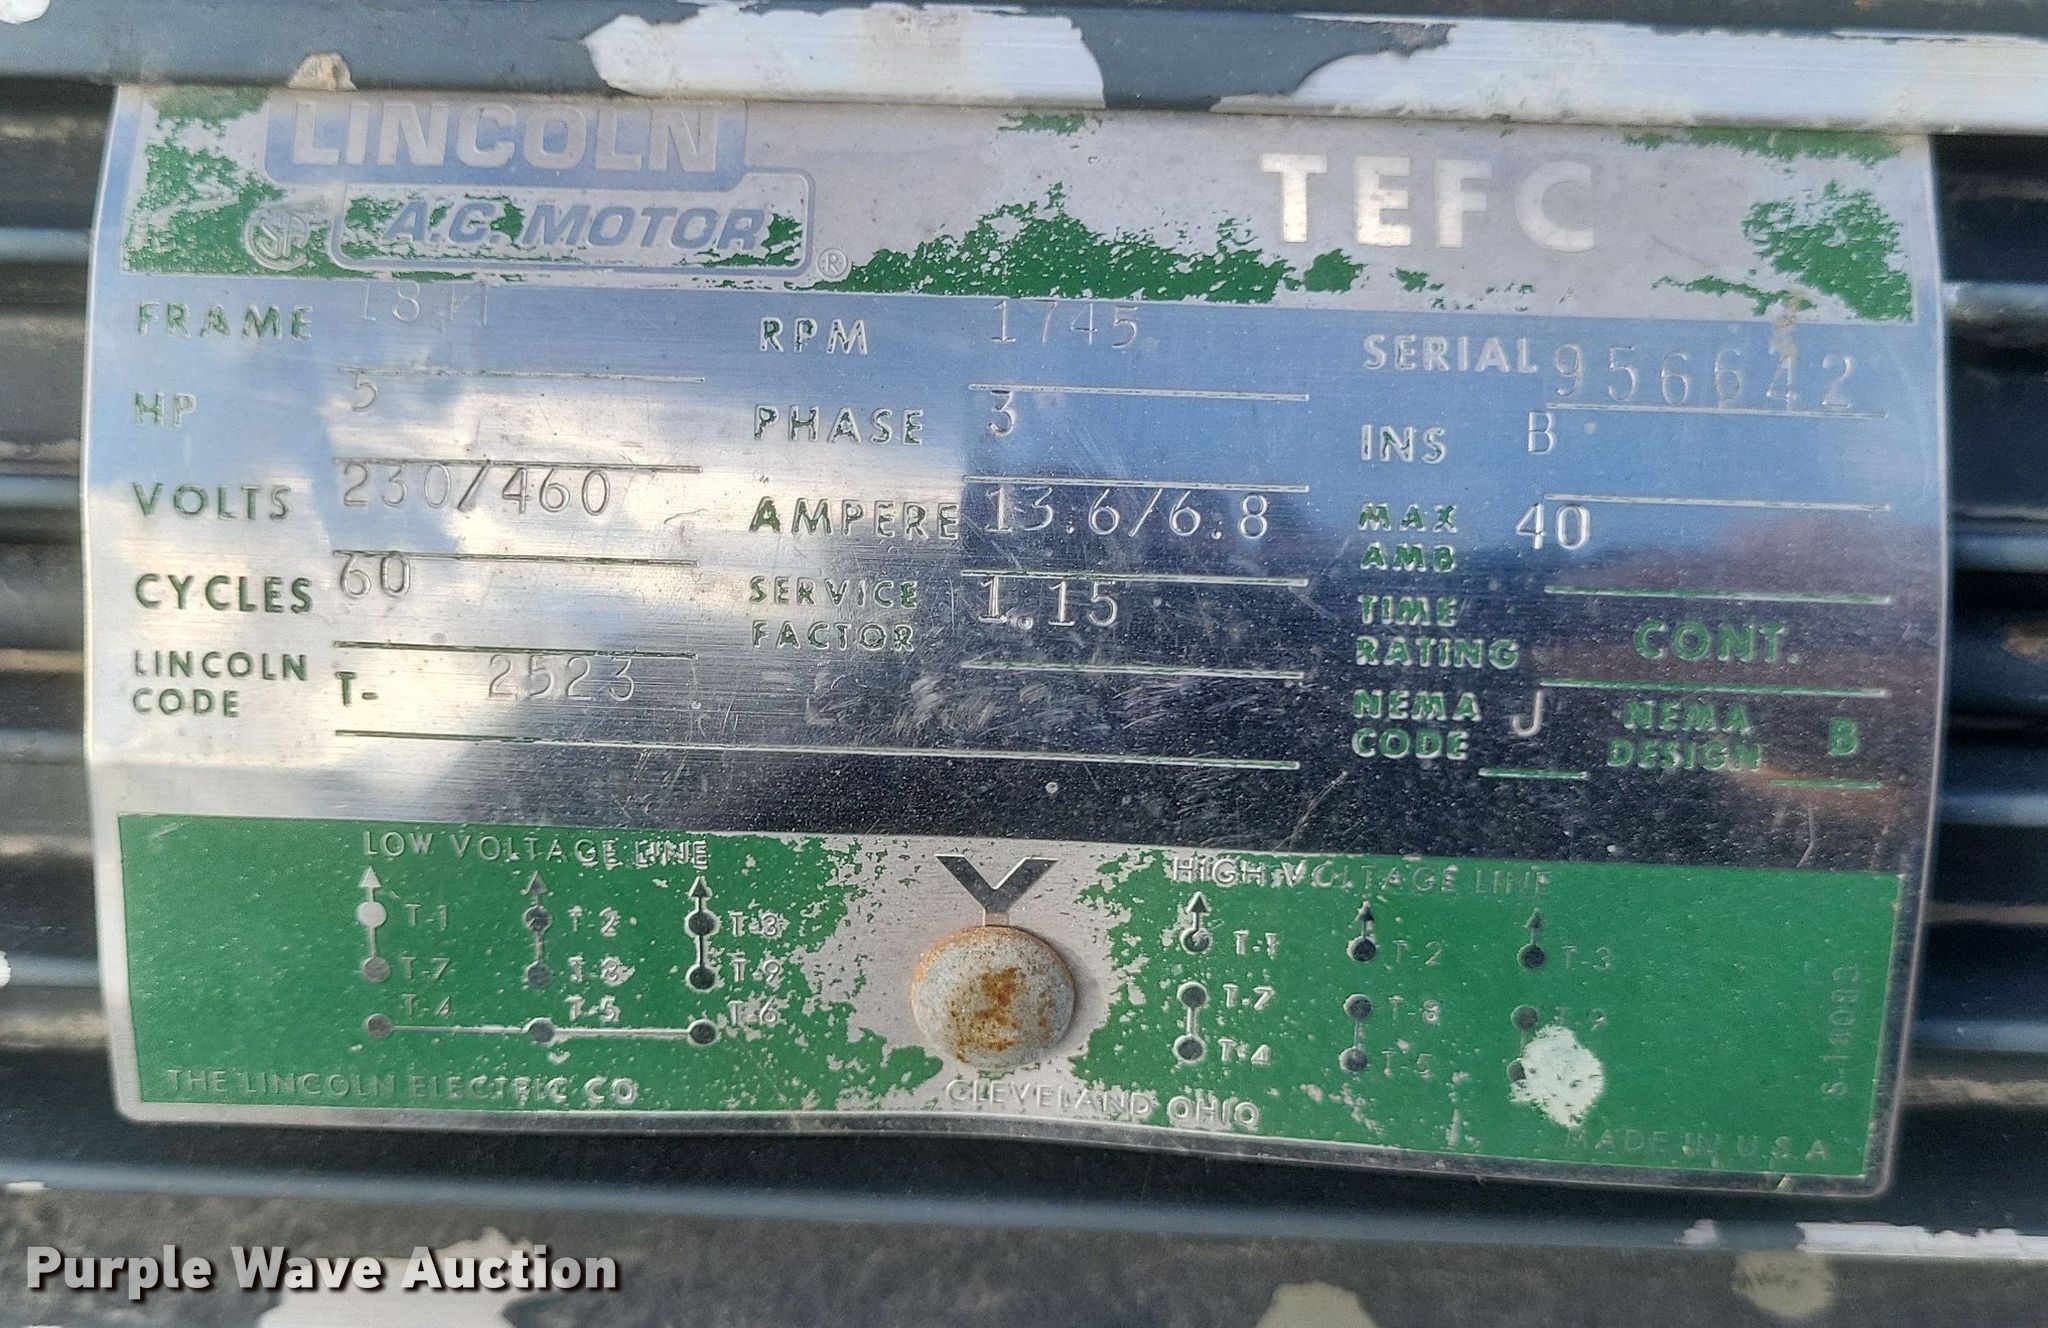 LINCOLN
A.C. MOTOR ®
TEFC
FRAME 184T RPM 1745 SERIAL 956642
HP 5 PHASE 3 INS B
VOLTS 230/460 AMPERE 13.6/6.8 MAX AMB 40
CYCLES 60 SERVICE FACTOR 1.15 TIME RATING CONT.
LINCOLN CODE T- 2523 NEMA CODE J NEMA DESIGN B
LOW VOLTAGE LINE HIGH VOLTAGE LINE
T-1 T-2 T-3 T-1 T-2 T-3
T-7 T-8 T-9 T-7 T-8 T-9
T-4 T-5 T-6 T-4 T-5
S-14083
THE LINCOLN ELECTRIC CO CLEVELAND OHIO MADE IN U.S.A
Purple Wave Auction